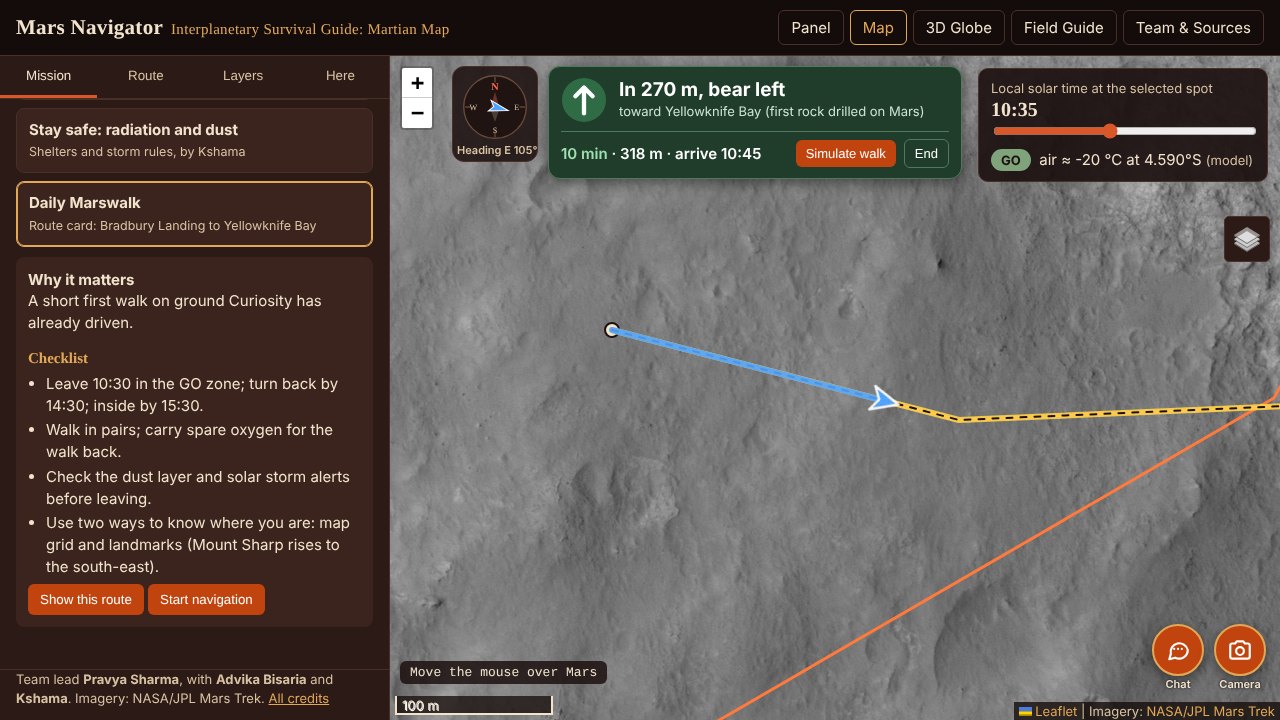 Mars Navigator Interplanetary Survival Guide: Martian Map
Panel
Map
3D Globe
Field Guide
Team & Sources
Mission
Route
Layers
Here
Stay safe: radiation and dust
Shelters and storm rules, by Kshama
Daily Marswalk
Route card: Bradbury Landing to Yellowknife Bay
Why it matters
A short first walk on ground Curiosity has
already driven.
Checklist
• Leave 10:30 in the GO zone; turn back by
14:30; inside by 15:30.
• Walk in pairs; carry spare oxygen for the
walk back.
• Check the dust layer and solar storm alerts
before leaving.
• Use two ways to know where you are: map
grid and landmarks (Mount Sharp rises to
the south-east).
Show this route
Start navigation
Team lead Pravya Sharma, with Advika Bisaria and
Kshama. Imagery: NASA/JPL Mars Trek. All credits
+
−
N
W
E
S
Heading E 105°
In 270 m, bear left
toward Yellowknife Bay (first rock drilled on Mars)
10 min · 318 m · arrive 10:45
Simulate walk
End
Local solar time at the selected spot
10:35
GO air ≈ -20 °C at 4.590°S (model)
Move the mouse over Mars
100 m
Chat
Camera
Leaflet | Imagery: NASA/JPL Mars Trek